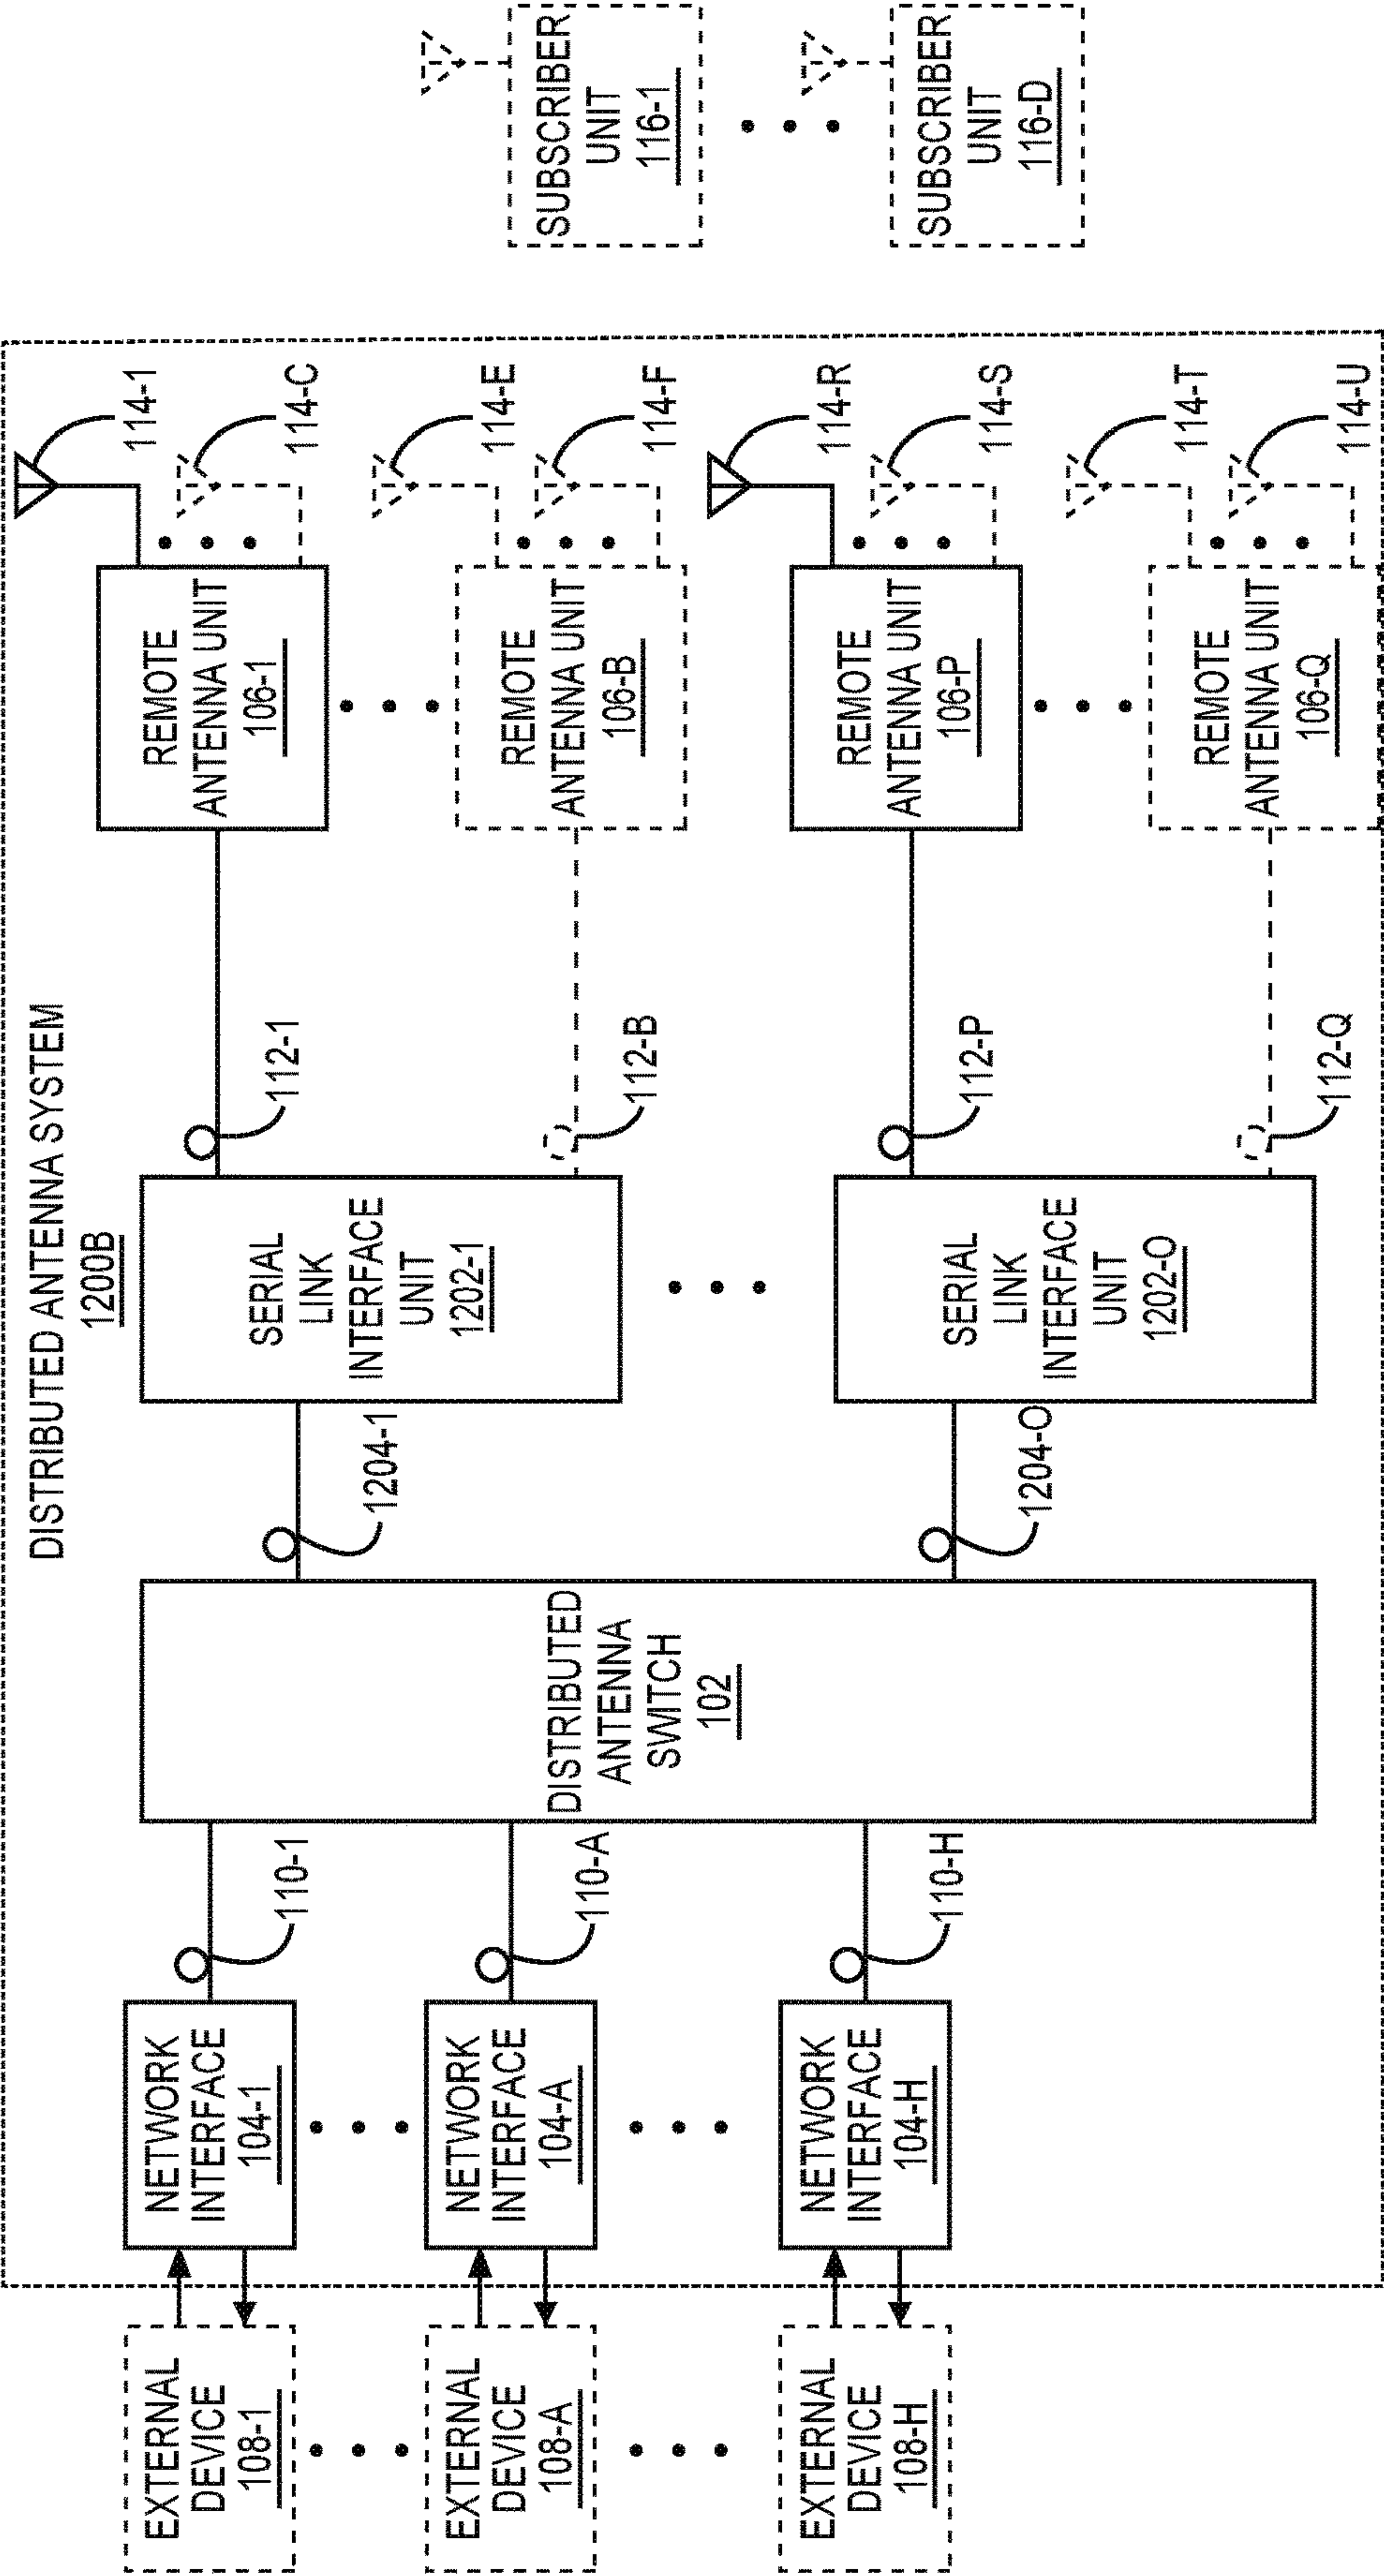 DISTRIBUTED ANTENNA SYSTEM
1200B
EXTERNAL
DEVICE
108-1
EXTERNAL
DEVICE
108-A
EXTERNAL
DEVICE
108-H
NETWORK
INTERFACE
104-1
NETWORK
INTERFACE
104-A
NETWORK
INTERFACE
104-H
110-1
110-A
110-H
DISTRIBUTED
ANTENNA
SWITCH
102
1204-1
1204-O
SERIAL
LINK
INTERFACE
UNIT
1202-1
SERIAL
LINK
INTERFACE
UNIT
1202-O
112-1
112-B
112-P
112-Q
REMOTE
ANTENNA UNIT
106-1
REMOTE
ANTENNA UNIT
106-B
REMOTE
ANTENNA UNIT
106-P
REMOTE
ANTENNA UNIT
106-Q
114-1
114-C
114-E
114-F
114-R
114-S
114-T
114-U
SUBSCRIBER
UNIT
116-1
SUBSCRIBER
UNIT
116-D